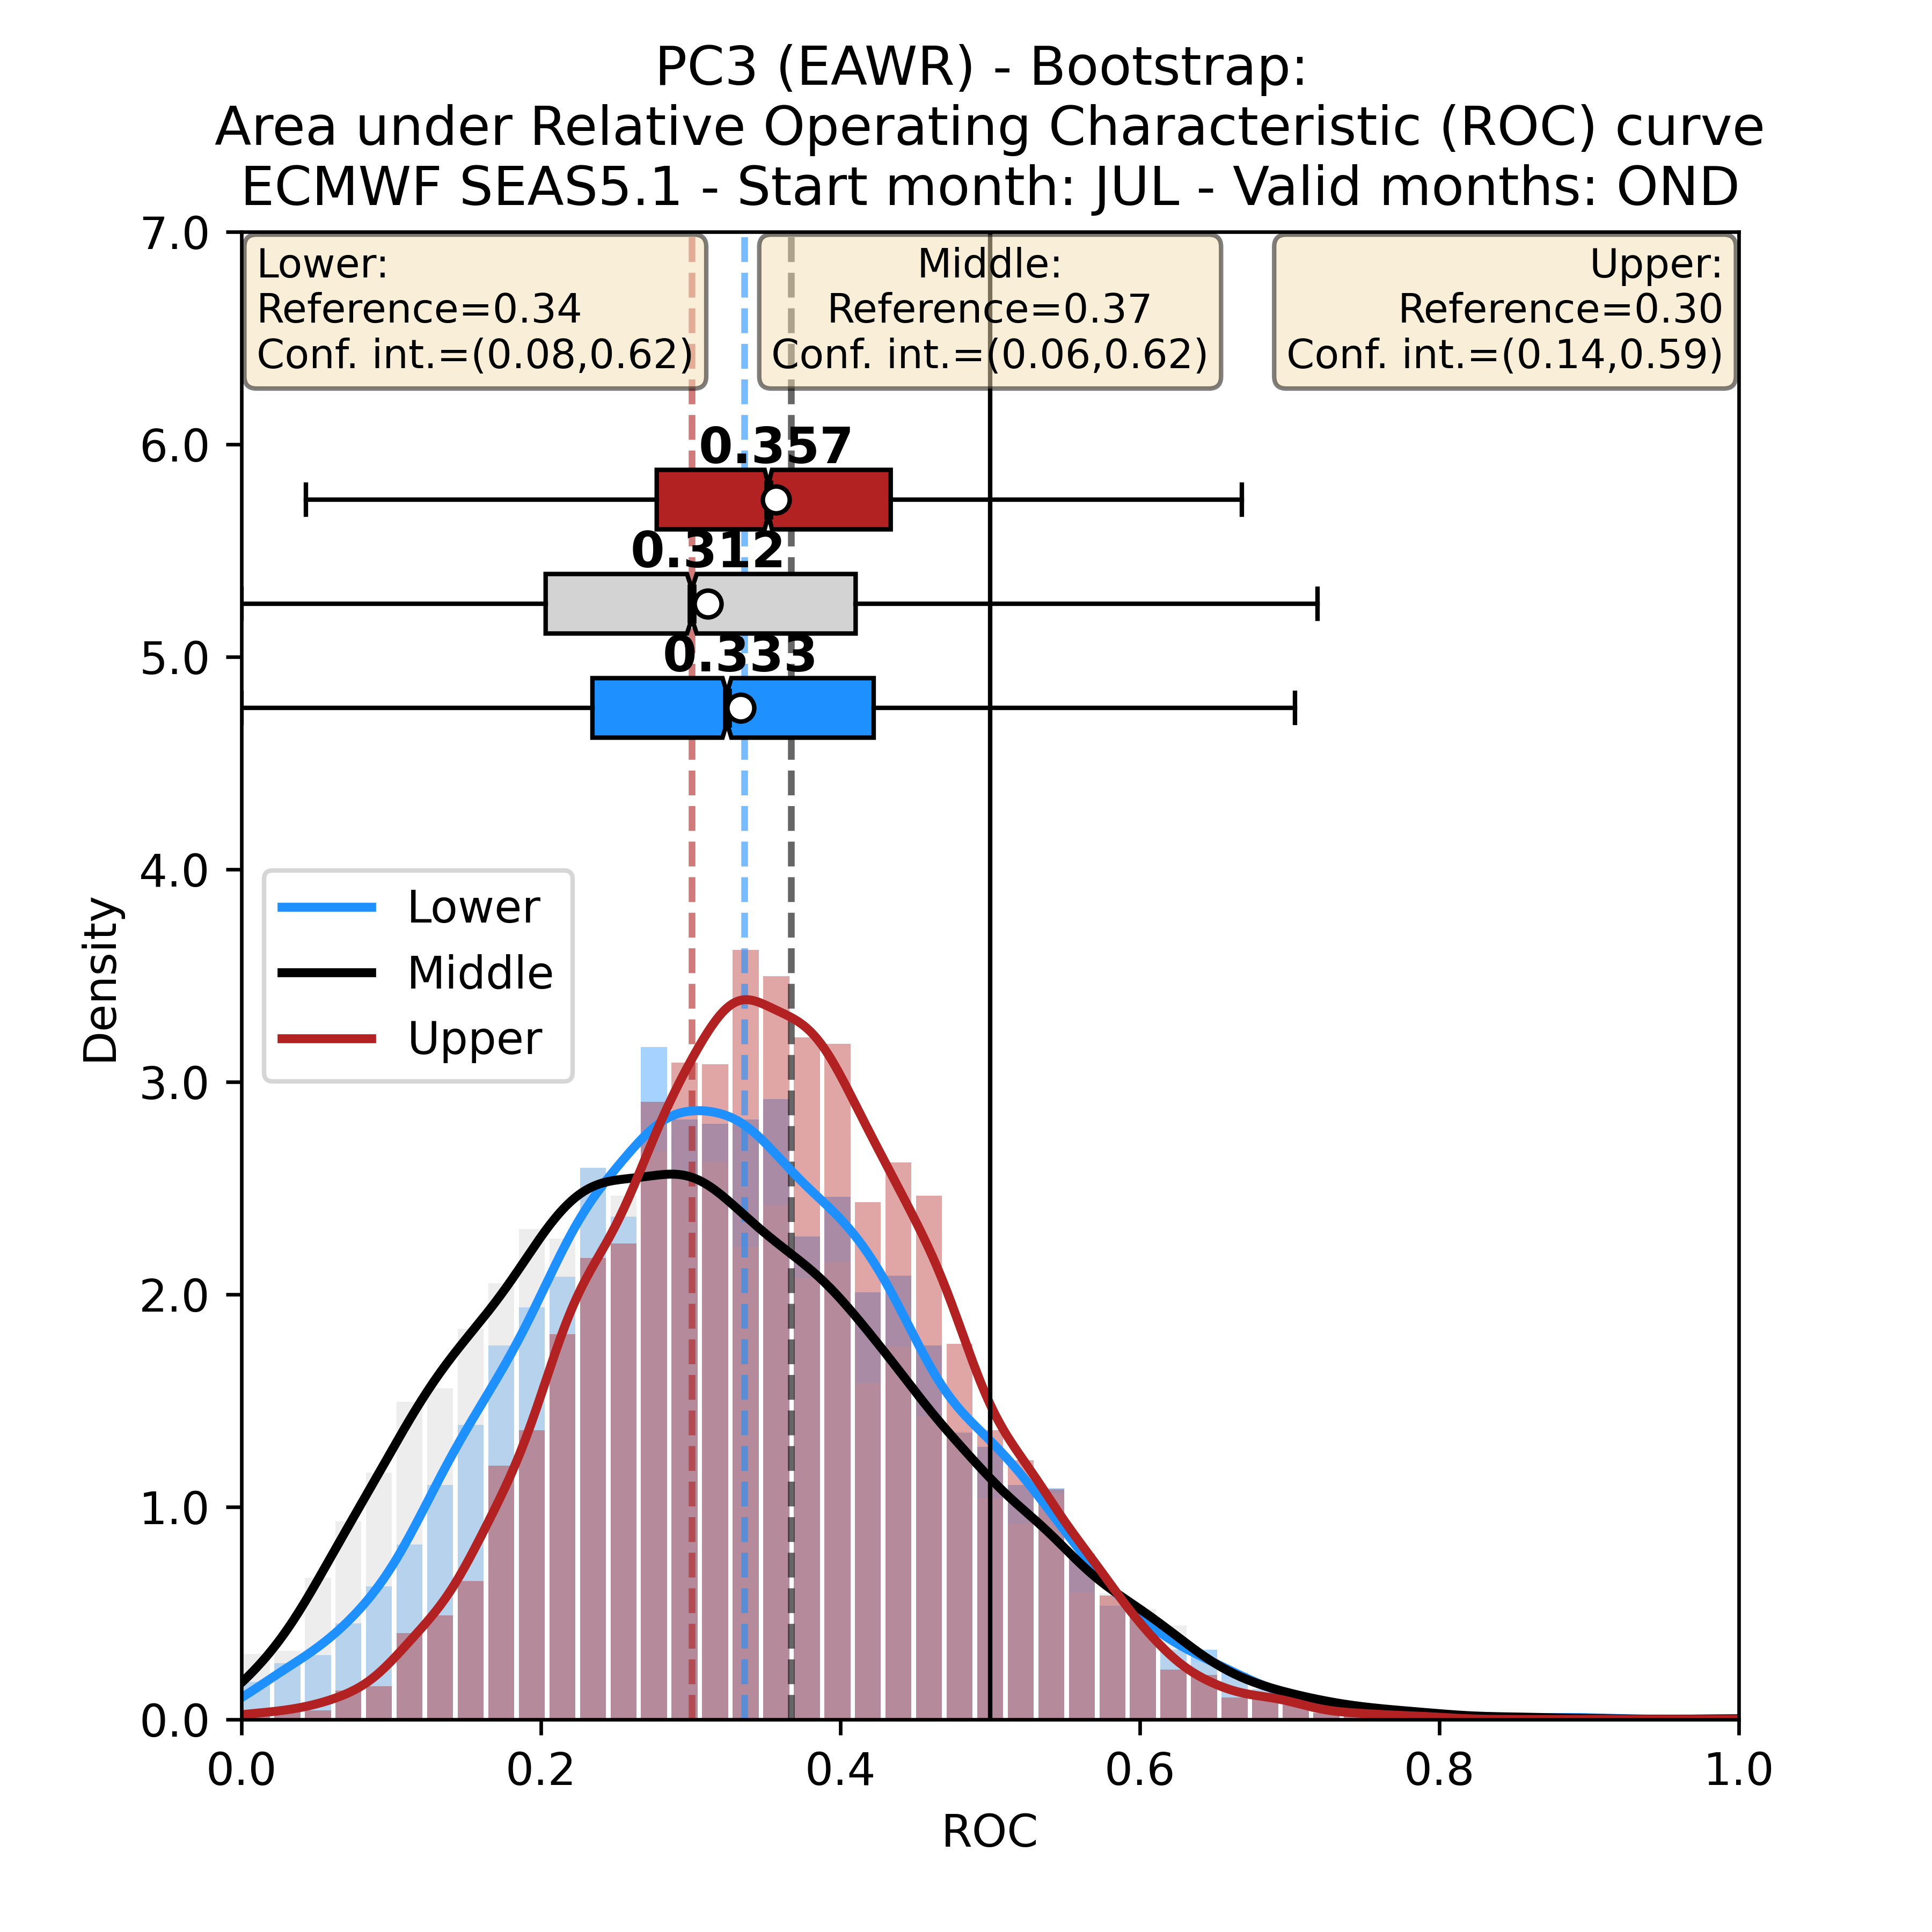 PC3 (EAWR) - Bootstrap:
Area under Relative Operating Characteristic (ROC) curve
ECMWF SEAS5.1 - Start month: JUL - Valid months: OND
Lower:
Reference=0.34
Conf. int.=(0.08,0.62)
Middle:
Reference=0.37
Conf. int.=(0.06,0.62)
Upper:
Reference=0.30
Conf. int.=(0.14,0.59)
0.357
0.312
0.333
Lower
Middle
Upper
Density
7.0
6.0
5.0
4.0
3.0
2.0
1.0
0.0
0.0 0.2 0.4 0.6 0.8 1.0
ROC